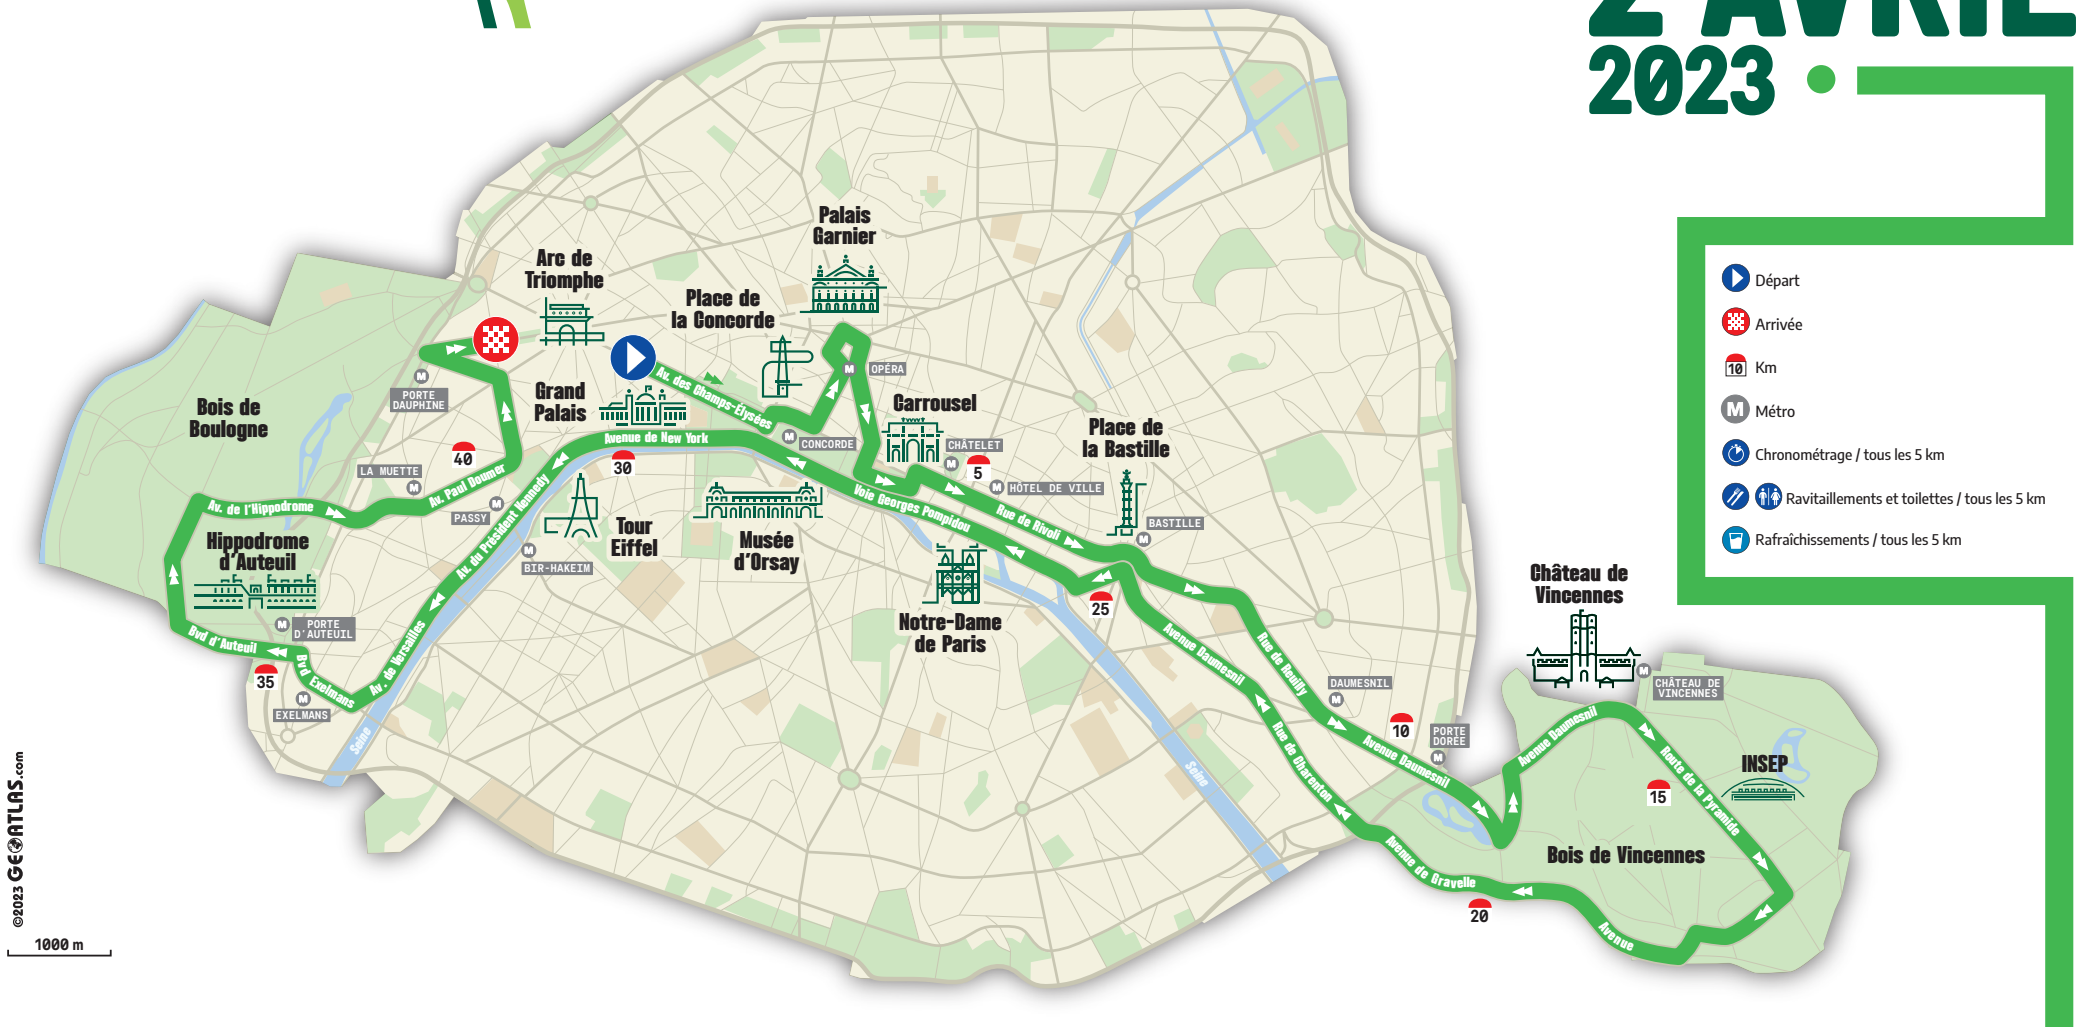 2 AVRIL
2023
Départ
Arrivée
10
Km
M
Métro
Chronométrage / tous les 5 km
Ravitaillements et toilettes / tous les 5 km
Rafraîchissements / tous les 5 km
Palais
Garnier
Arc de
Triomphe
Place de
la Concorde
M
OPÉRA
M
PORTE
DAUPHINE
Grand
Palais
Av. des Champs-Élysées
Bois de
Boulogne
Carrousel
Place de
la Bastille
Avenue de New York
M
CONCORDE
CHÂTELET
M
5
M
HÔTEL DE VILLE
40
30
LA MUETTE
M
Av. Paul Doumer
PASSY
M
Av. de l'Hippodrome
Av. du Président Kennedy
Voie Georges Pompidou
Rue de Rivoli
BASTILLE
M
Hippodrome
d'Auteuil
Tour
Eiffel
Musée
d'Orsay
M
BIR-HAKEIM
Notre-Dame
de Paris
25
Château de
Vincennes
M
PORTE
D'AUTEUIL
Bvd d'Auteuil
Av. de Versailles
Bvd Exelmans
35
M
EXELMANS
Seine
Avenue Daumesnil
Rue de Reuilly
DAUMESNIL
M
M
CHÂTEAU DE
VINCENNES
10
PORTE
DORÉE
M
Avenue Daumesnil
Avenue Daumesnil
Rue de Charenton
Seine
Route de la Pyramide
INSEP
15
Bois de Vincennes
Avenue de Gravelle
20
Avenue
©2023 GEOATLAS.com
1000 m